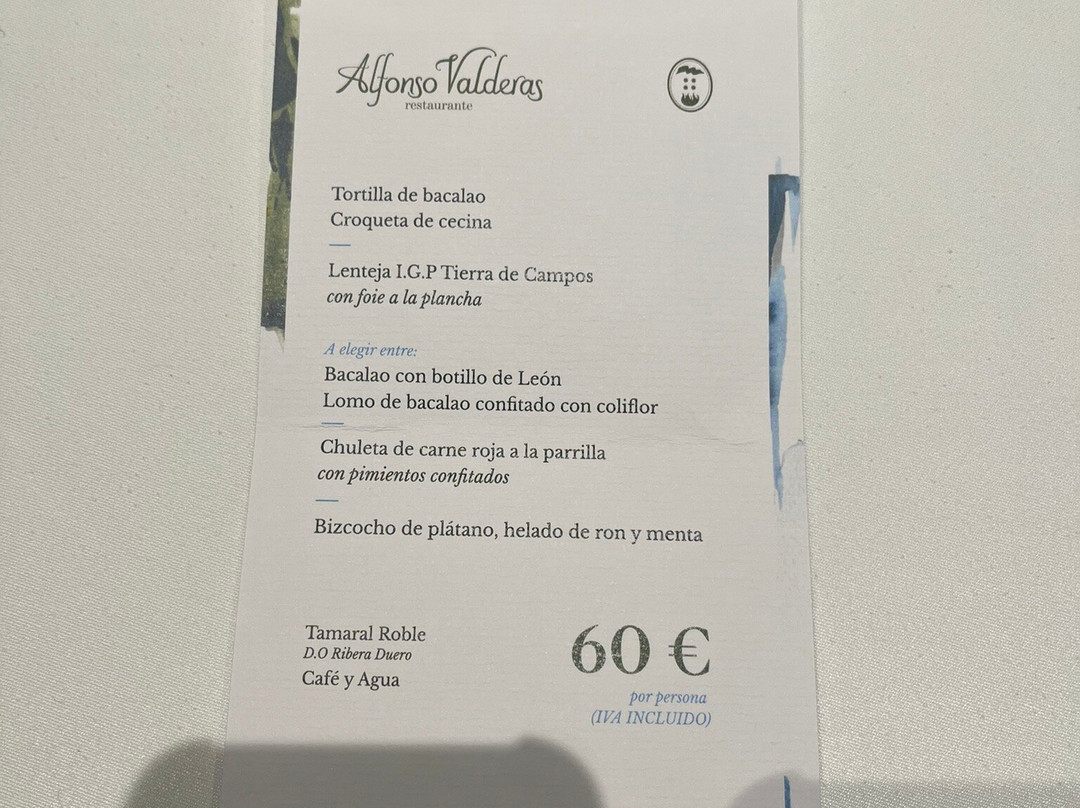 Alfonso Valderas
restaurante
Tortilla de bacalao
Croqueta de cecina
Lenteja I.G.P Tierra de Campos
con foie a la plancha
A elegir entre:
Bacalao con botillo de León
Lomo de bacalao confitado con coliflor
Chuleta de carne roja a la parrilla
con pimientos confitados
Bizcocho de plátano, helado de ron y menta
Tamaral Roble
D.O Ribera Duero
Café y Agua
60 €
por persona
(IVA INCLUIDO)